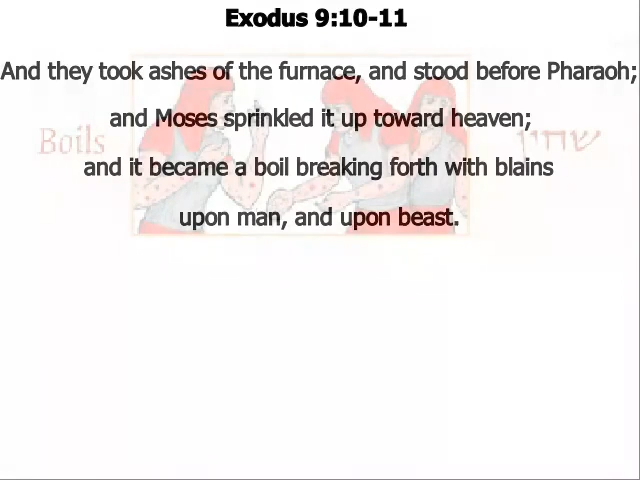 Exodus 9:10-11
And they took ashes of the furnace, and stood before Pharaoh;
and Moses sprinkled it up toward heaven;
Boils
שחין
and it became a boil breaking forth with blains
upon man, and upon beast.